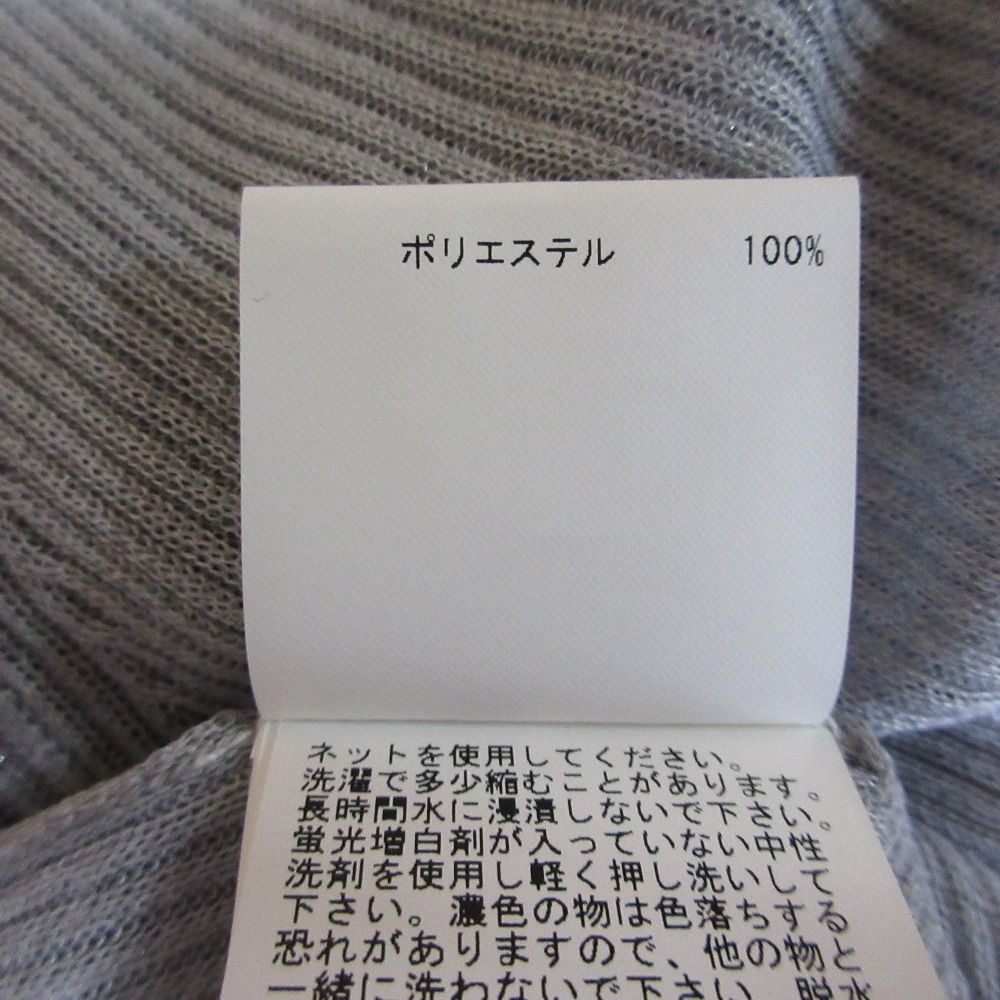 ポリエステル 100%
ネットを使用してください。
洗濯で多少縮むことがあります。
長時間水に浸漬しないで下さい。
蛍光増白剤が入っていない中性
洗剤を使用し軽く押し洗いして
下さい。濃色の物は色落ちする
恐れがありますので、他の物と
一緒に洗わないで下さい。脱水